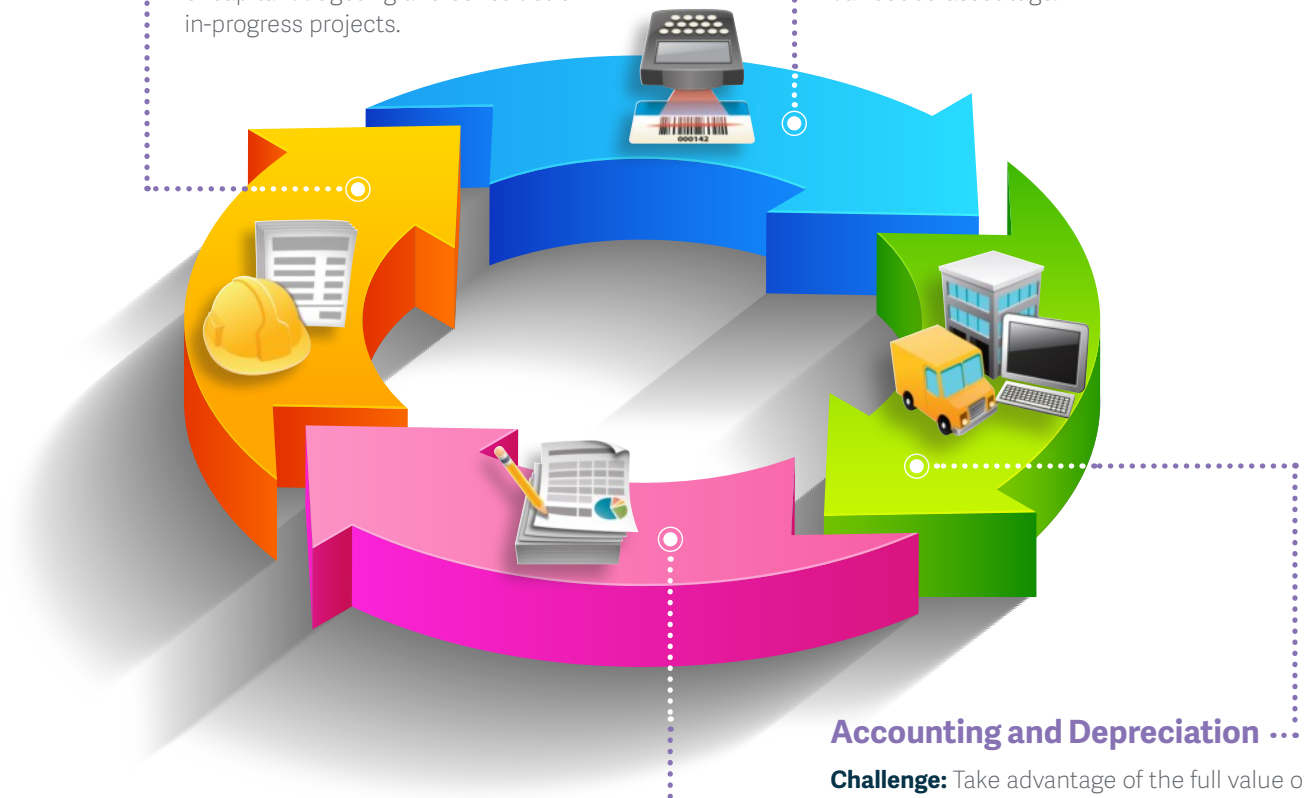 in-progress projects.
000142
Accounting and Depreciation
Challenge: Take advantage of the full value o